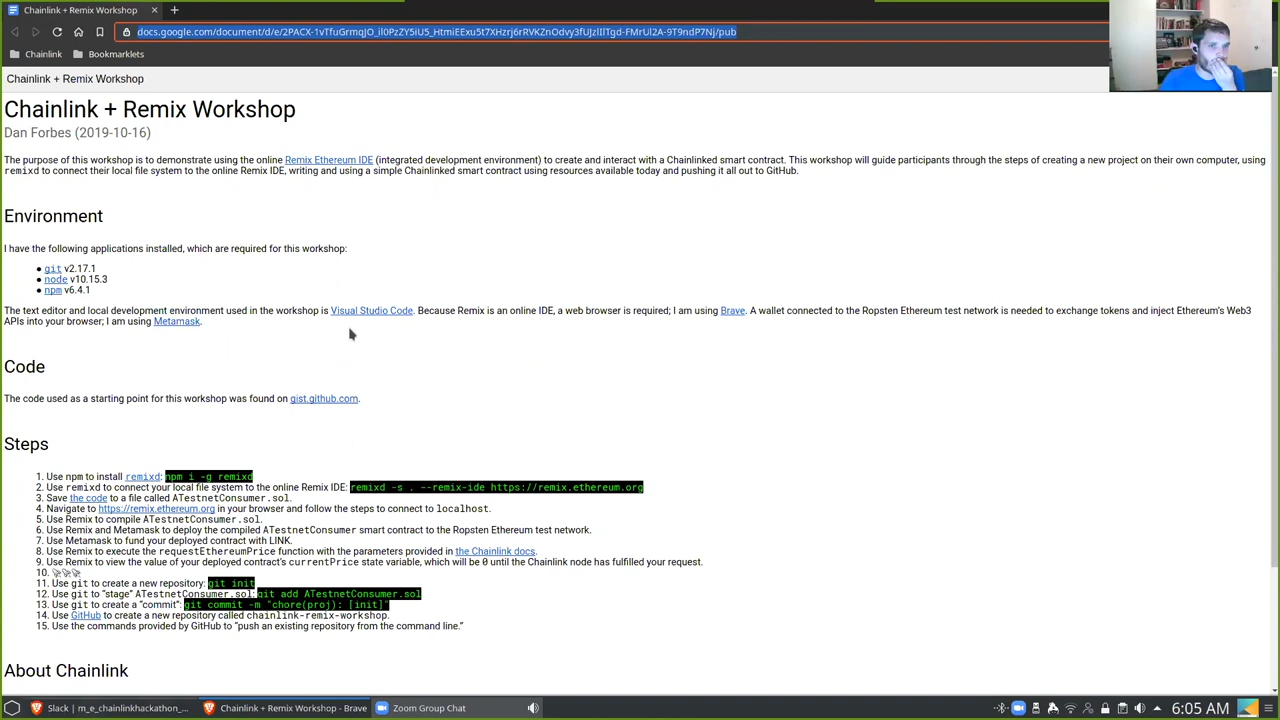 Chainlink + Remix Workshop
docs.google.com/document/d/e/2PACX-1vTfuGrmqJO_il0PzZY5iU5_HtmiEExu5t7XHzrj6rRVKZnOdvy3fUJzlIlTgd-FMrUl2A-9T9ndP7Nj/pub
Chainlink
Bookmarklets
Chainlink + Remix Workshop
Chainlink + Remix Workshop
Dan Forbes (2019-10-16)
The purpose of this workshop is to demonstrate using the online Remix Ethereum IDE (integrated development environment) to create and interact with a Chainlinked smart contract. This workshop will guide participants through the steps of creating a new project on their own computer, using
remixd to connect their local file system to the online Remix IDE, writing and using a simple Chainlinked smart contract using resources available today and pushing it all out to GitHub.
Environment
I have the following applications installed, which are required for this workshop:
● git v2.17.1
● node v10.15.3
● npm v6.4.1
The text editor and local development environment used in the workshop is Visual Studio Code. Because Remix is an online IDE, a web browser is required; I am using Brave. A wallet connected to the Ropsten Ethereum test network is needed to exchange tokens and inject Ethereum's Web3
APIs into your browser; I am using Metamask.
Code
The code used as a starting point for this workshop was found on gist.github.com.
Steps
1. Use npm to install remixd: npm i -g remixd
2. Use remixd to connect your local file system to the online Remix IDE: remixd -s . --remix-ide https://remix.ethereum.org
3. Save the code to a file called ATestnetConsumer.sol.
4. Navigate to https://remix.ethereum.org in your browser and follow the steps to connect to localhost.
5. Use Remix to compile ATestnetConsumer.sol.
6. Use Remix and Metamask to deploy the compiled ATestnetConsumer smart contract to the Ropsten Ethereum test network.
7. Use Metamask to fund your deployed contract with LINK.
8. Use Remix to execute the requestEthereumPrice function with the parameters provided in the Chainlink docs.
9. Use Remix to view the value of your deployed contract's currentPrice state variable, which will be 0 until the Chainlink node has fulfilled your request.
10. 🚀🚀🚀
11. Use git to create a new repository: git init
12. Use git to "stage" ATestnetConsumer.sol: git add ATestnetConsumer.sol
13. Use git to create a "commit": git commit -m "chore(proj): [init]"
14. Use GitHub to create a new repository called chainlink-remix-workshop.
15. Use the commands provided by GitHub to "push an existing repository from the command line."
About Chainlink
Slack | m_e_chainlinkhackathon_...
Chainlink + Remix Workshop - Brave
Zoom Group Chat
6:05 AM